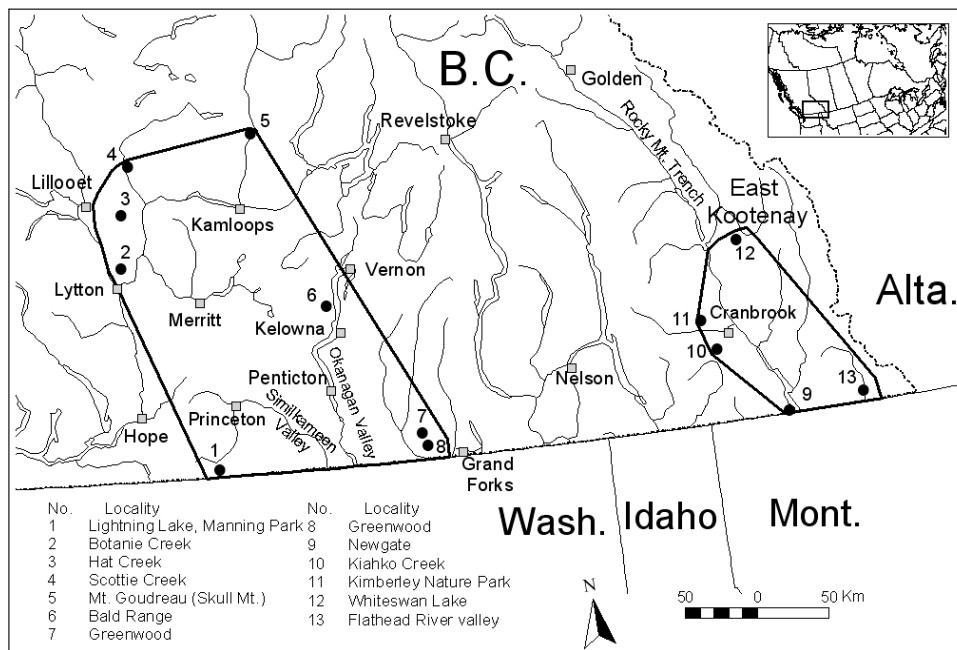 B.C.
Golden
Rocky Mt. Trench
Revelstoke
5
4
Lillooet
3
Kamloops
East
Kootenay
12
2
Vernon
Lytton
Alta.
Merritt
6
Kelowna
11
Cranbrook
10
Okanagan Valley
Penticton
Nelson
13
Princeton
Similkameen
Valley
9
Hope
7
8
1
Grand
Forks
Wash.
Idaho
Mont.
No. Locality
1 Lightning Lake, Manning Park
2 Botanie Creek
3 Hat Creek
4 Scottie Creek
5 Mt. Goudreau (Skull Mt.)
6 Bald Range
7 Greenwood
No. Locality
8 Greenwood
9 Newgate
10 Kiahko Creek
11 Kimberley Nature Park
12 Whiteswan Lake
13 Flathead River valley
N
50 0 50 Km